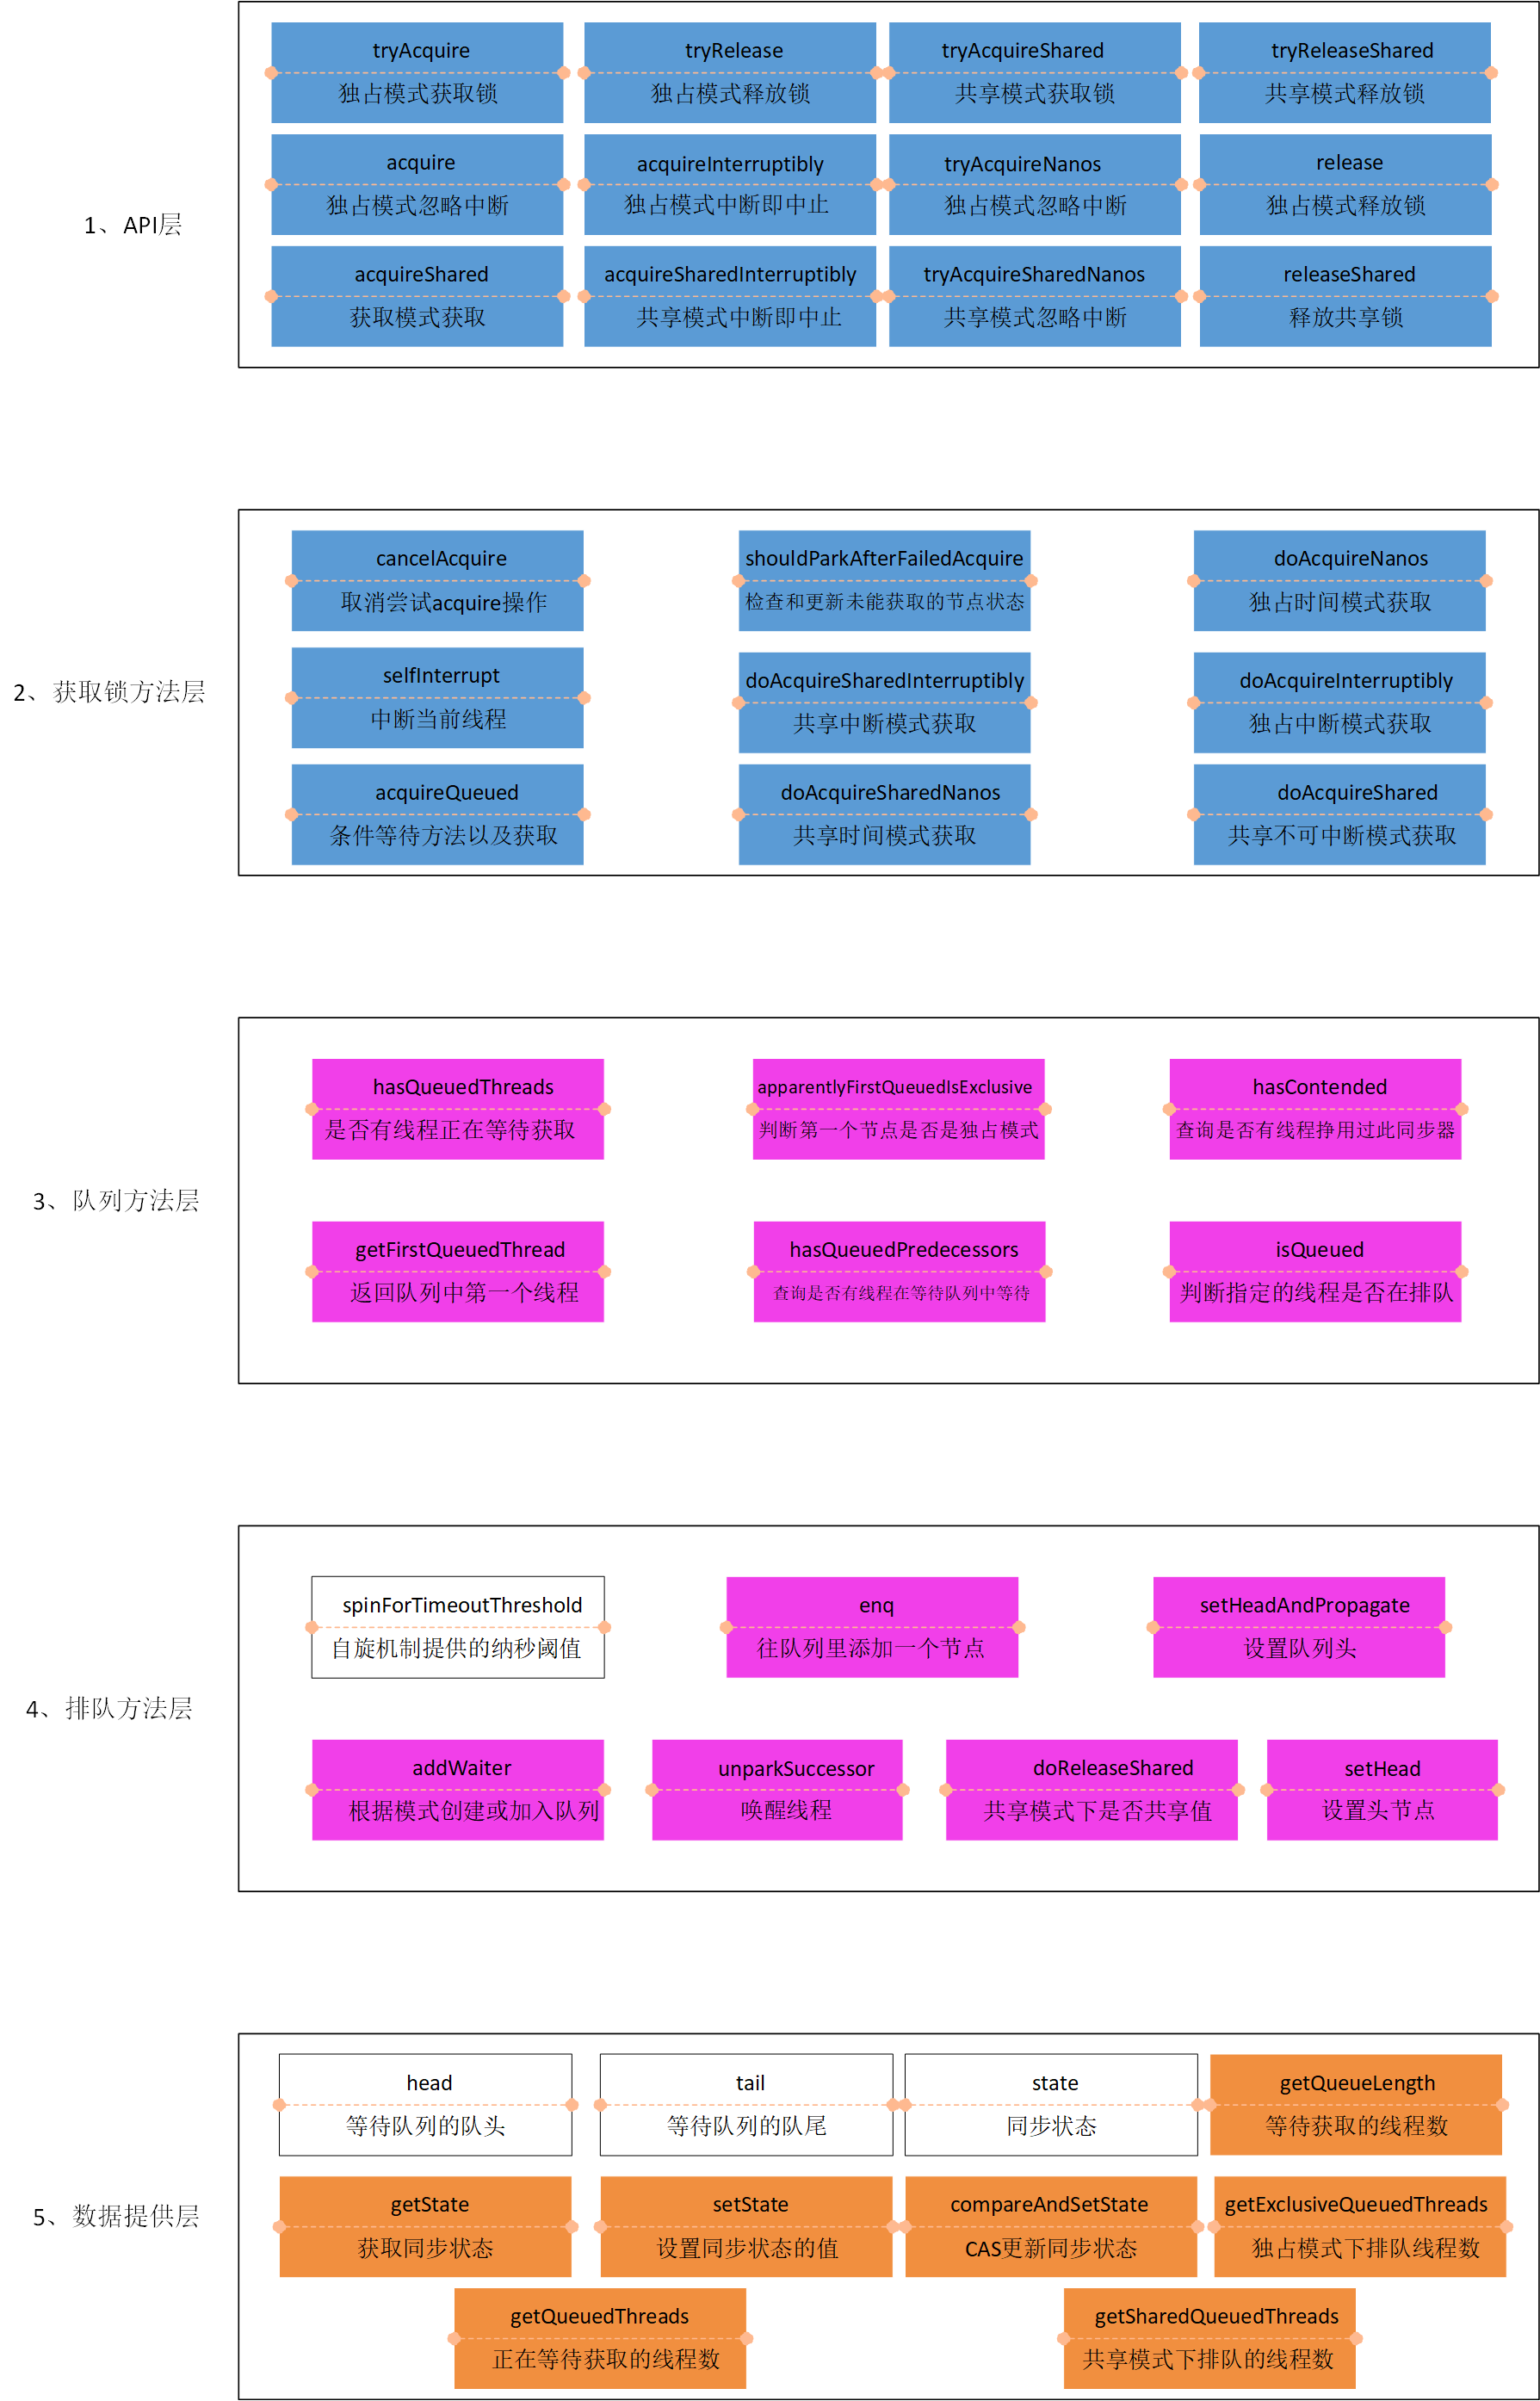 tryAcquire
独占模式获取锁
tryRelease
独占模式释放锁
tryAcquireShared
共享模式获取锁
tryReleaseShared
共享模式释放锁
acquire
独占模式忽略中断
acquireInterruptibly
独占模式中断即中止
tryAcquireNanos
独占模式忽略中断
release
独占模式释放锁
1、API层
acquireShared
获取模式获取
acquireSharedInterruptibly
共享模式中断即中止
tryAcquireSharedNanos
共享模式忽略中断
releaseShared
释放共享锁
cancelAcquire
取消尝试acquire操作
shouldParkAfterFailedAcquire
检查和更新未能获取的节点状态
doAcquireNanos
独占时间模式获取
2、获取锁方法层
selfInterrupt
中断当前线程
doAcquireSharedInterruptibly
共享中断模式获取
doAcquireInterruptibly
独占中断模式获取
acquireQueued
条件等待方法以及获取
doAcquireSharedNanos
共享时间模式获取
doAcquireShared
共享不可中断模式获取
hasQueuedThreads
是否有线程正在等待获取
apparentlyFirstQueuedIsExclusive
判断第一个节点是否是独占模式
hasContended
查询是否有线程挣用过此同步器
3、队列方法层
getFirstQueuedThread
返回队列中第一个线程
hasQueuedPredecessors
查询是否有线程在等待队列中等待
isQueued
判断指定的线程是否在排队
spinForTimeoutThreshold
自旋机制提供的纳秒阈值
enq
往队列里添加一个节点
setHeadAndPropagate
设置队列头
4、排队方法层
addWaiter
根据模式创建或加入队列
unparkSuccessor
唤醒线程
doReleaseShared
共享模式下是否共享值
setHead
设置头节点
head
等待队列的队头
tail
等待队列的队尾
state
同步状态
getQueueLength
等待获取的线程数
5、数据提供层
getState
获取同步状态
setState
设置同步状态的值
compareAndSetState
CAS更新同步状态
getExclusiveQueuedThreads
独占模式下排队线程数
getQueuedThreads
正在等待获取的线程数
getSharedQueuedThreads
共享模式下排队的线程数